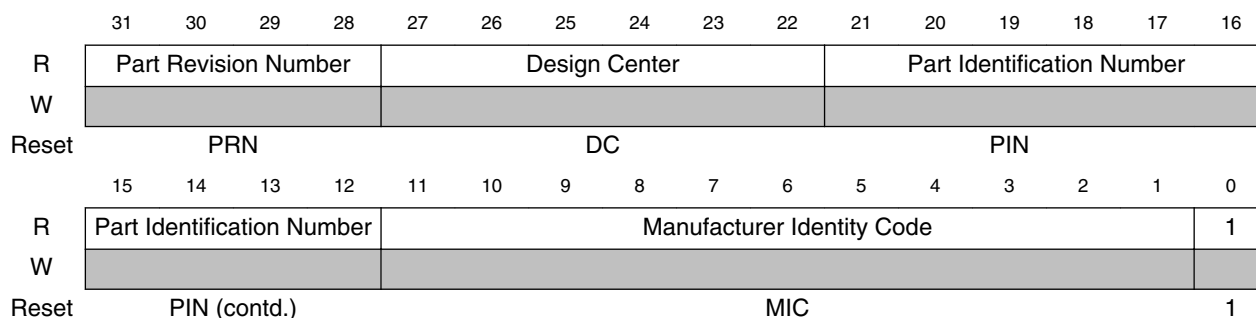 31 30 29 28 27 26 25 24 23 22 21 20 19 18 17 16
R Part Revision Number Design Center Part Identification Number
W
Reset PRN DC PIN
15 14 13 12 11 10 9 8 7 6 5 4 3 2 1 0
R Part Identification Number Manufacturer Identity Code 1
W
Reset PIN (contd.) MIC 1